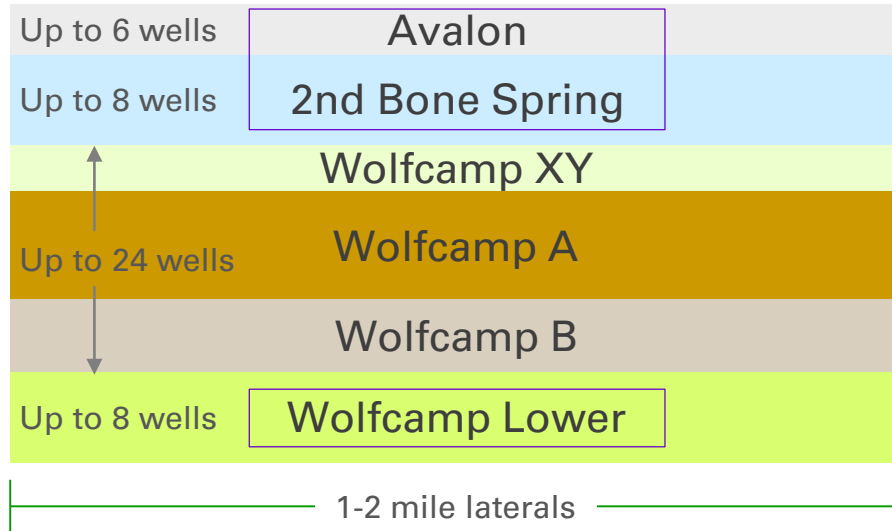 Up to 6 wells Avalon
Up to 8 wells 2nd Bone Spring
Wolfcamp XY
Up to 24 wells Wolfcamp A
Wolfcamp B
Up to 8 wells Wolfcamp Lower
1-2 mile laterals